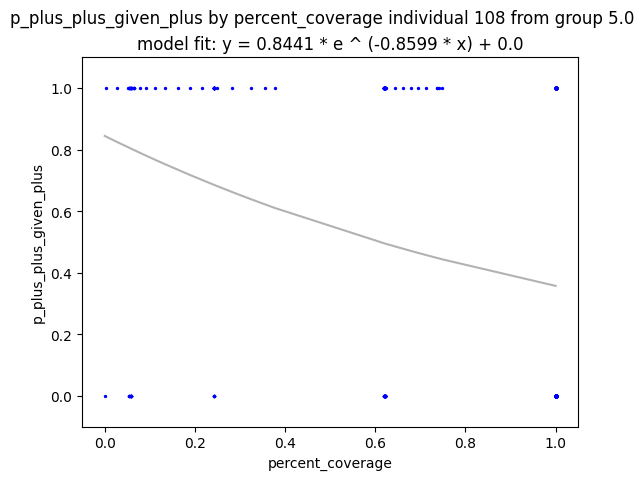 p_plus_plus_given_plus by percent_coverage individual 108 from group 5.0
model fit: y = 0.8441 * e ^ (-0.8599 * x) + 0.0
p_plus_plus_given_plus
1.0
0.8
0.6
0.4
0.2
0.0
0.0 0.2 0.4 0.6 0.8 1.0
percent_coverage